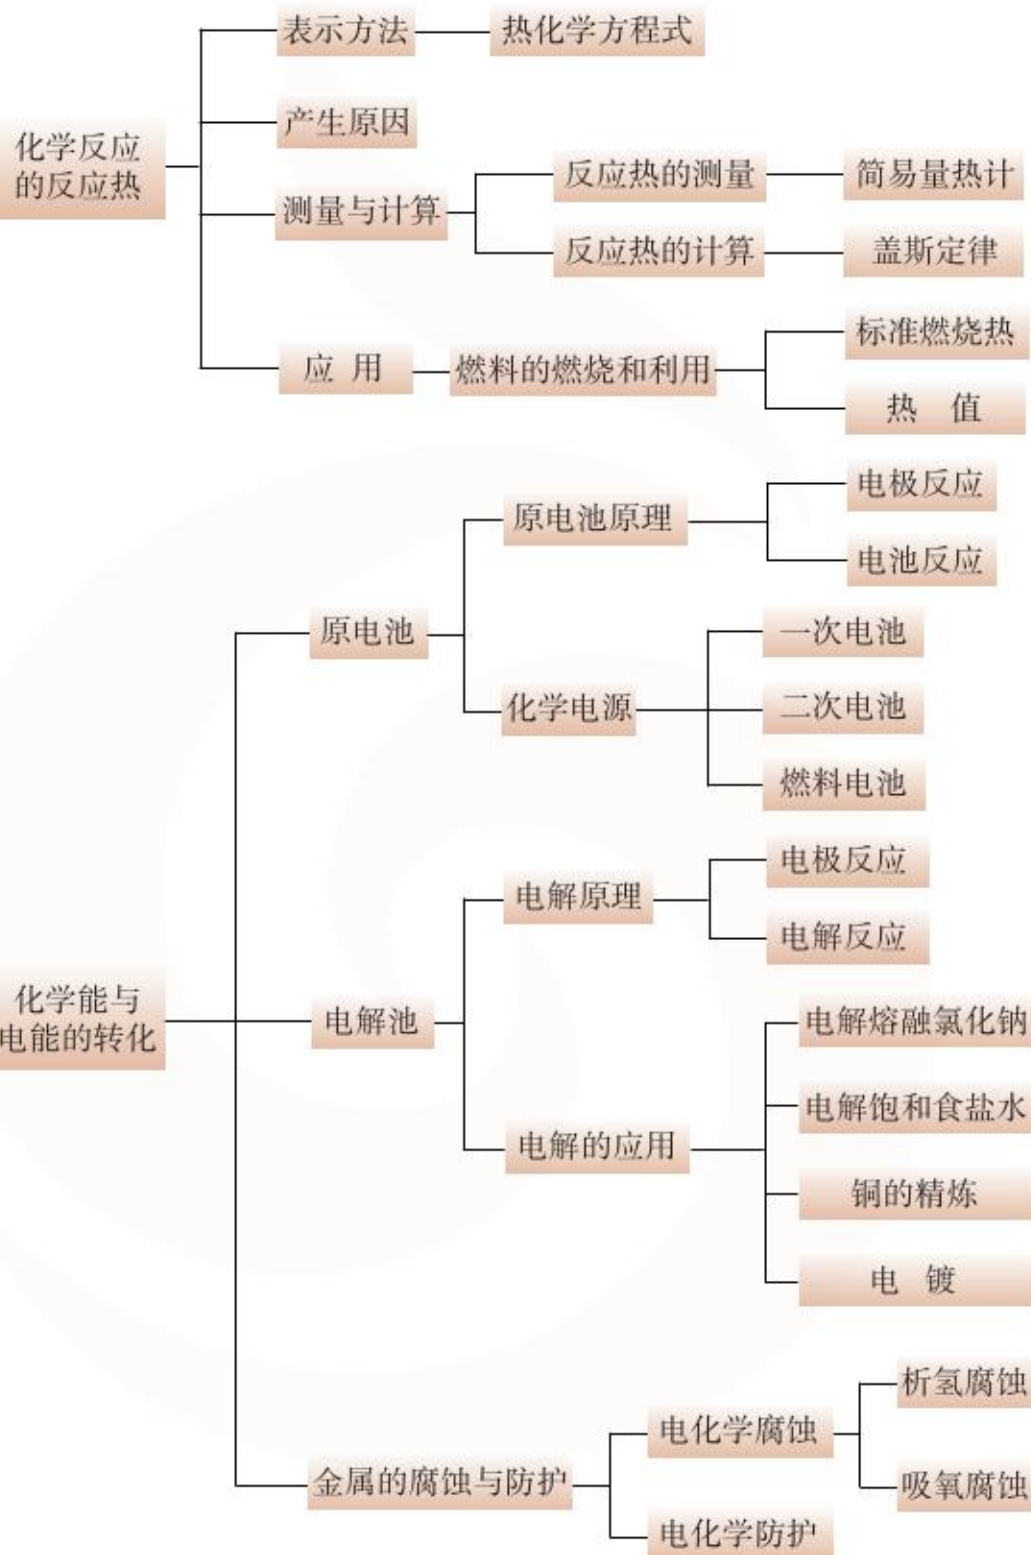 表示方法
热化学方程式
产生原因
化学反应
的反应热
反应热的测量
简易量热计
测量与计算
反应热的计算
盖斯定律
标准燃烧热
应 用
燃料的燃烧和利用
热 值
电极反应
原电池原理
电池反应
原电池
一次电池
化学电源
二次电池
燃料电池
电极反应
电解原理
电解反应
化学能与
电能的转化
电解池
电解熔融氯化钠
电解饱和食盐水
电解的应用
铜的精炼
电 镀
析氢腐蚀
电化学腐蚀
吸氧腐蚀
金属的腐蚀与防护
电化学防护